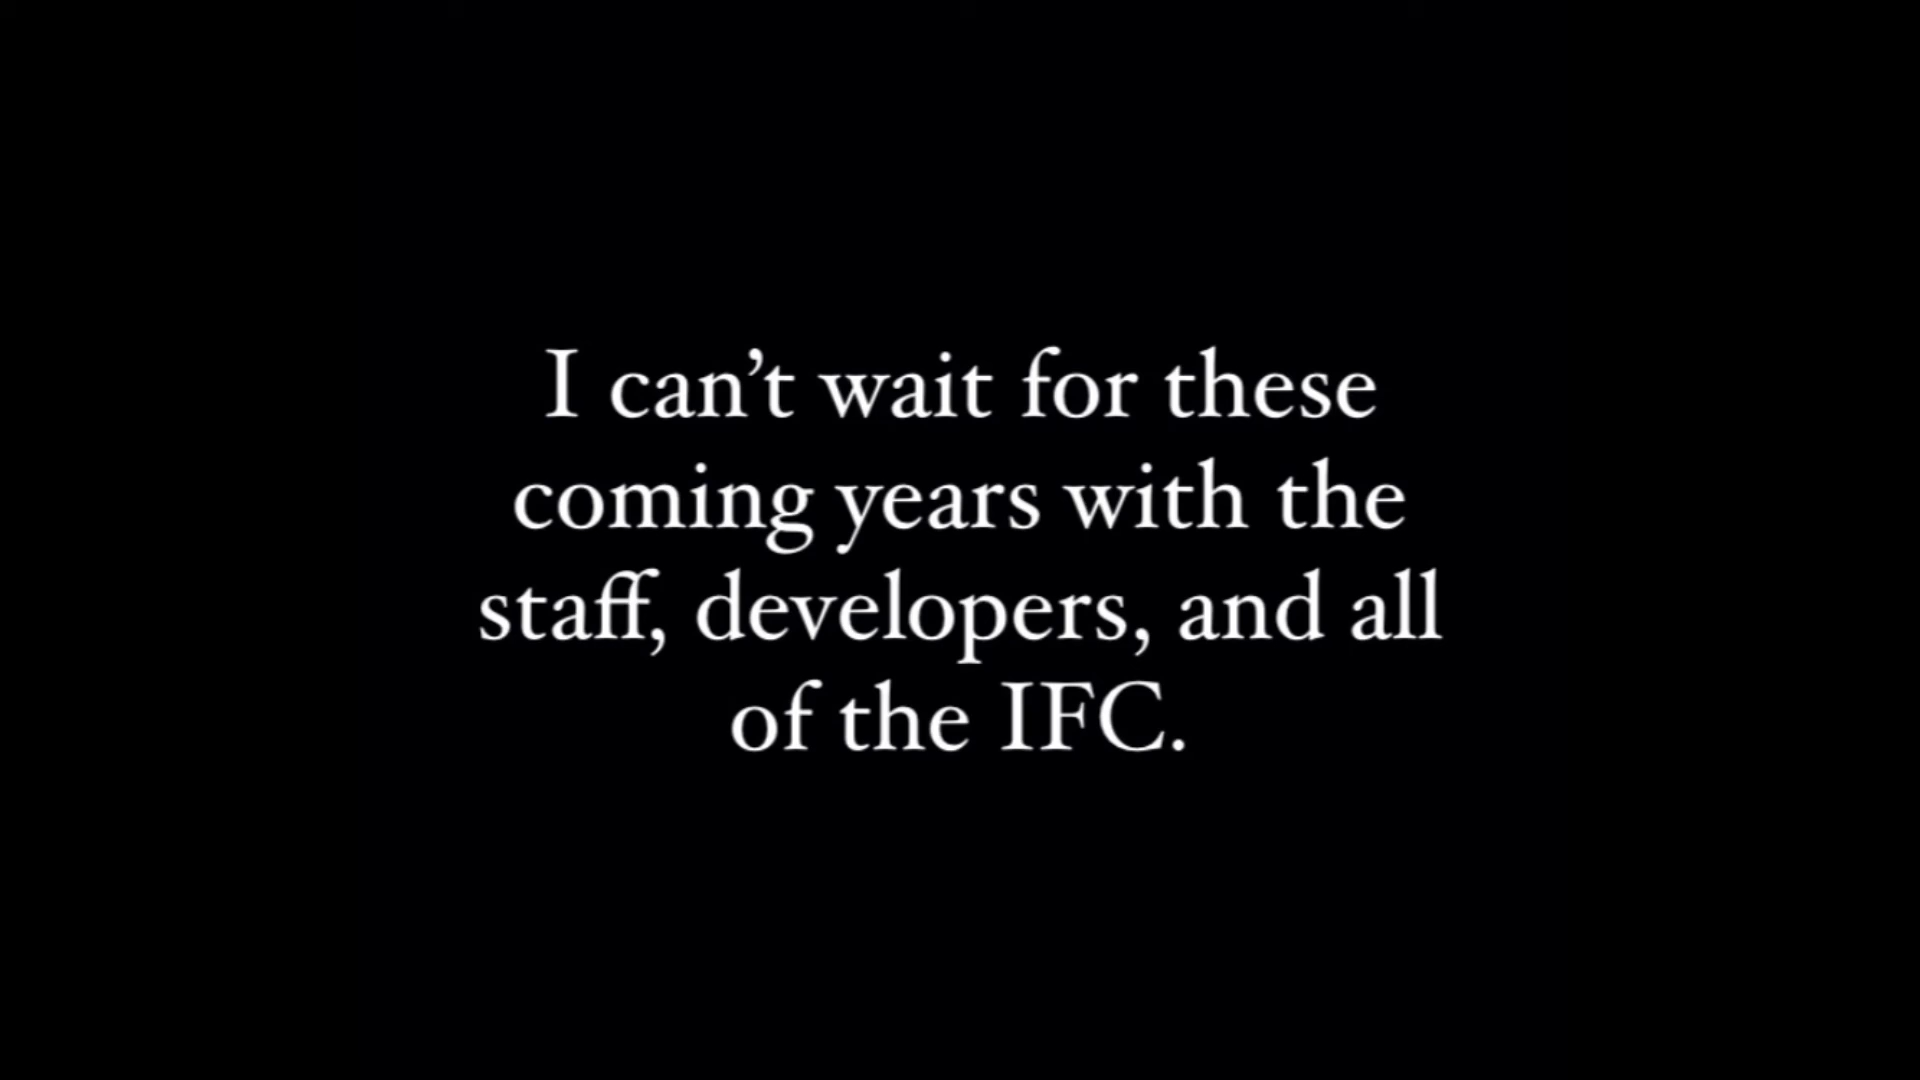 I can’t wait for these
coming years with the
staff, developers, and all
of the IFC.